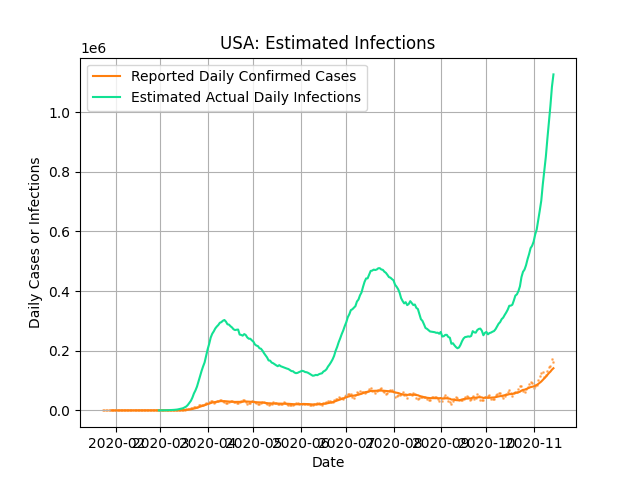 USA: Estimated Infections
1e6
Reported Daily Confirmed Cases
Estimated Actual Daily Infections
1.0
0.8
0.6
0.4
0.2
0.0
Daily Cases or Infections
2020-02 2020-03 2020-04 2020-05 2020-06 2020-07 2020-08 2020-09 2020-10 2020-11
Date